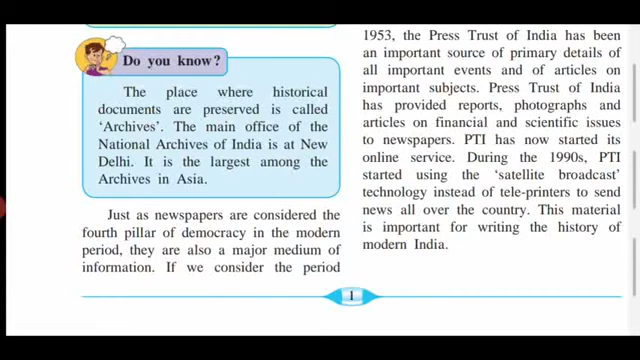 Do you know?
The place where historical
documents are preserved is called
‘Archives’. The main office of the
National Archives of India is at New
Delhi. It is the largest among the
Archives in Asia.
Just as newspapers are considered the
fourth pillar of democracy in the modern
period, they are also a major medium of
information. If we consider the period
1953, the Press Trust of India has been
an important source of primary details of
all important events and of articles on
important subjects. Press Trust of India
has provided reports, photographs and
articles on financial and scientific issues
to newspapers. PTI has now started its
online service. During the 1990s, PTI
started using the ‘satellite broadcast’
technology instead of tele-printers to send
news all over the country. This material
is important for writing the history of
modern India.
1